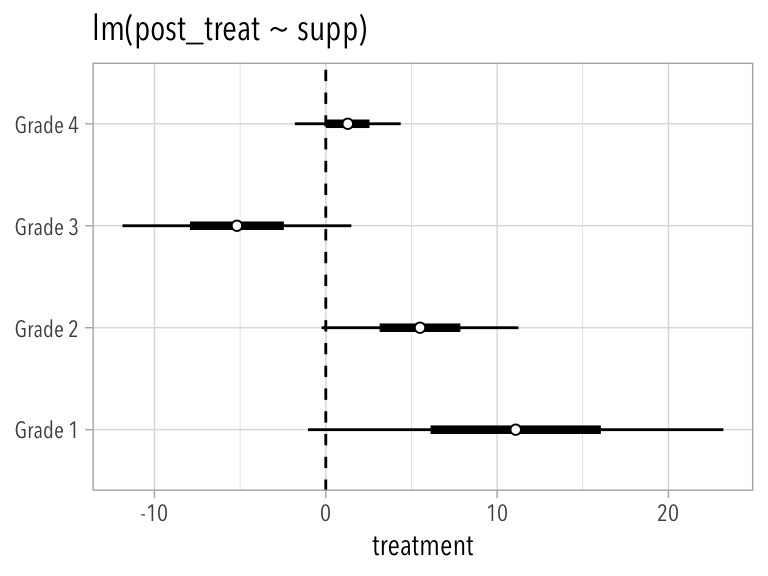 lm(post_treat ~ supp)
Grade 4
Grade 3
Grade 2
Grade 1
-10 0 10 20
treatment